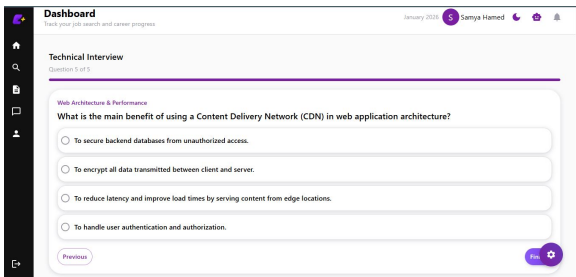 Dashboard
Track your job search and career progress
January 2026
S
Samya Hamed
Technical Interview
Question 5 of 5
Web Architecture & Performance
What is the main benefit of using a Content Delivery Network (CDN) in web application architecture?
To secure backend databases from unauthorized access.
To encrypt all data transmitted between client and server.
To reduce latency and improve load times by serving content from edge locations.
To handle user authentication and authorization.
Previous